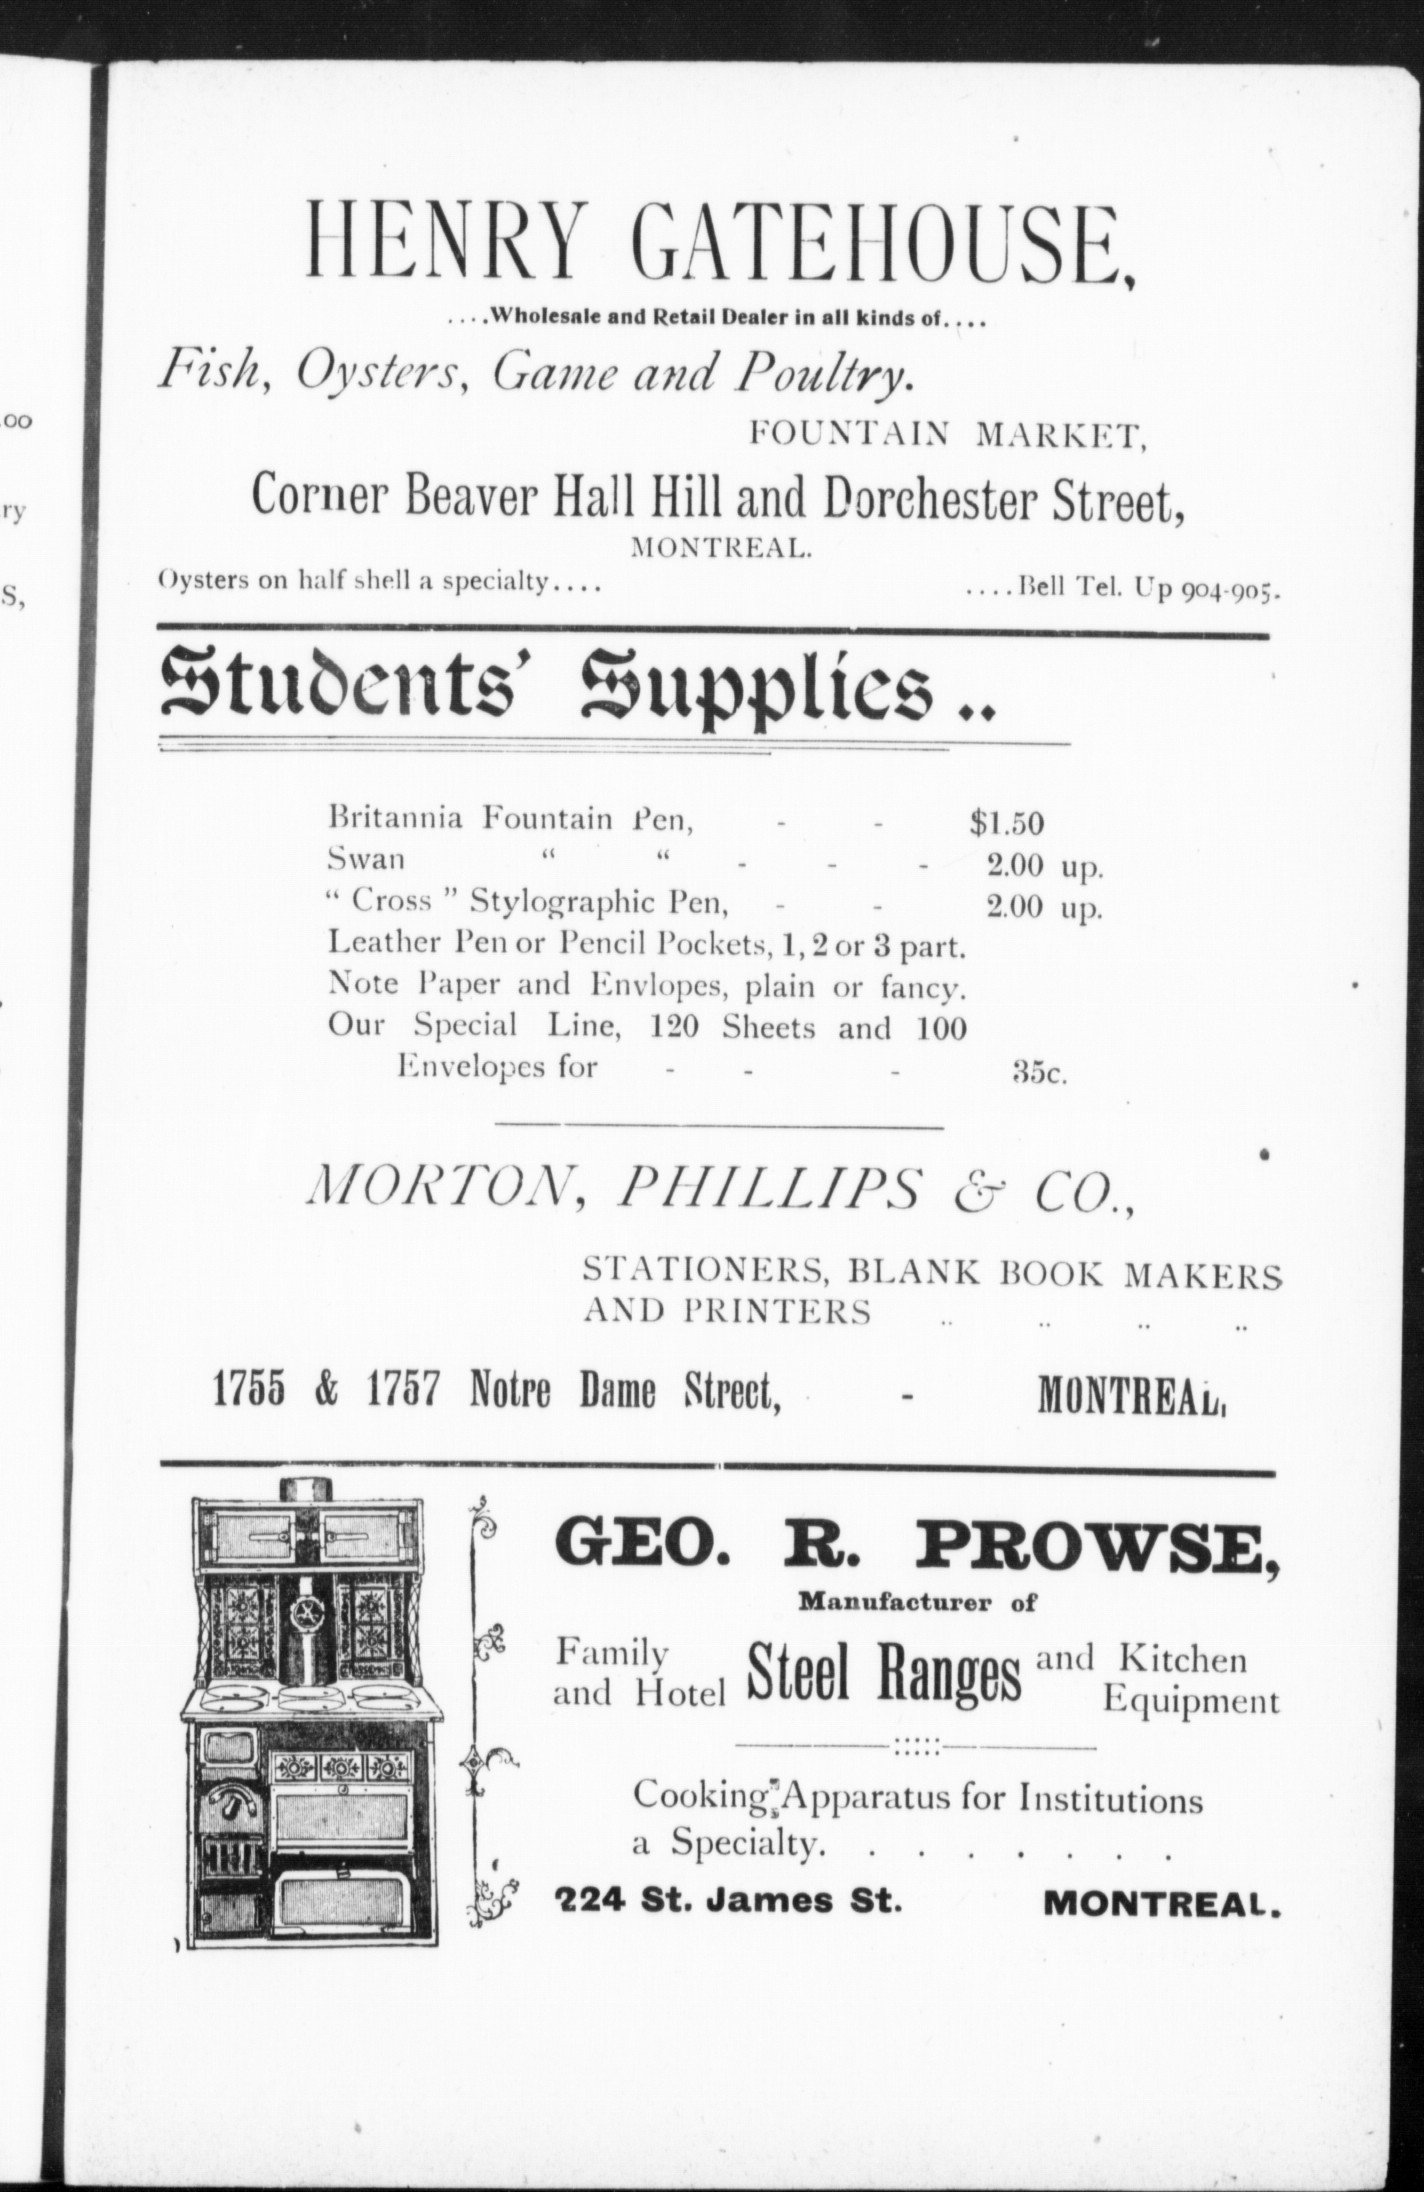 HENRY GATEHOUSE,
....Wholesale and Retail Dealer in all kinds of....
Fish, Oysters, Game and Poultry.
FOUNTAIN MARKET,
Corner Beaver Hall Hill and Dorchester Street,
MONTREAL.
Oysters on half shell a specialty.... ....Bell Tel. Up 904-905.
Students' Supplies ..
Britannia Fountain Pen, - - $1.50
Swan " " - - - 2.00 up.
" Cross " Stylographic Pen, - - 2.00 up.
Leather Pen or Pencil Pockets, 1, 2 or 3 part.
Note Paper and Envlopes, plain or fancy.
Our Special Line, 120 Sheets and 100
Envelopes for - - - 35c.
MORTON, PHILLIPS & CO.,
STATIONERS, BLANK BOOK MAKERS
AND PRINTERS .. .. .. ..
1755 & 1757 Notre Dame Street, - MONTREAL.
GEO. R. PROWSE,
Manufacturer of
Family and Hotel Steel Ranges and Kitchen Equipment
Cooking Apparatus for Institutions
a Specialty. . . . . . . .
224 St. James St. MONTREAL.
.00
ry
S,